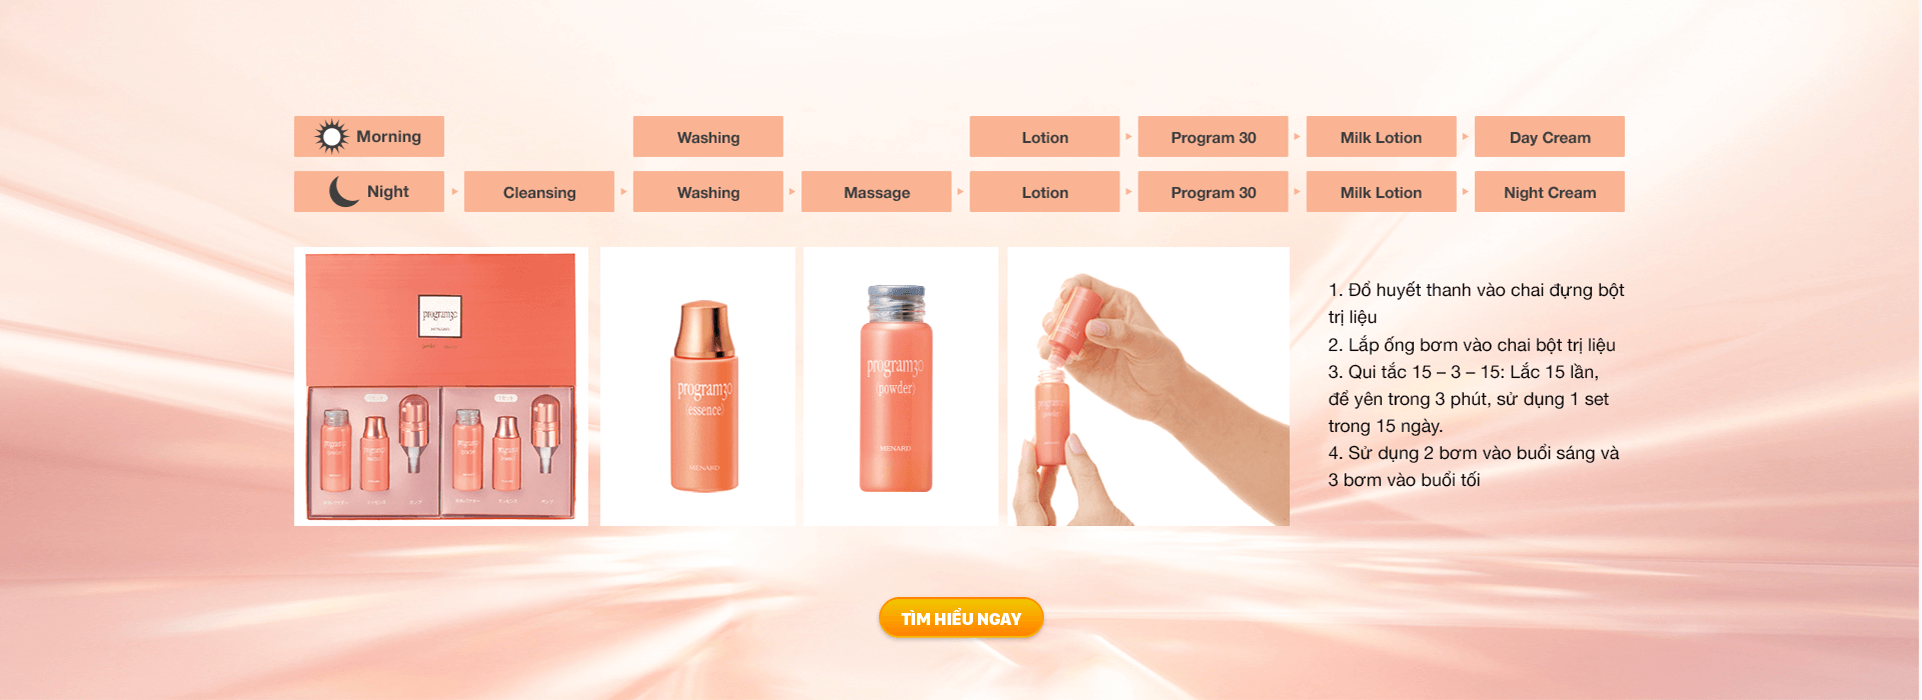 Morning
Washing
Lotion
Program 30
Milk Lotion
Day Cream
Night
Cleansing
Washing
Massage
Lotion
Program 30
Milk Lotion
Night Cream
program30
MENARD
program30
(essence)
MENARD
program30
(powder)
MENARD
program30
(powder)
MENARD
1. Đổ huyết thanh vào chai đựng bột
trị liệu
2. Lắp ống bơm vào chai bột trị liệu
3. Qui tắc 15 – 3 – 15: Lắc 15 lần,
để yên trong 3 phút, sử dụng 1 set
trong 15 ngày.
4. Sử dụng 2 bơm vào buổi sáng và
3 bơm vào buổi tối
TÌM HIỂU NGAY